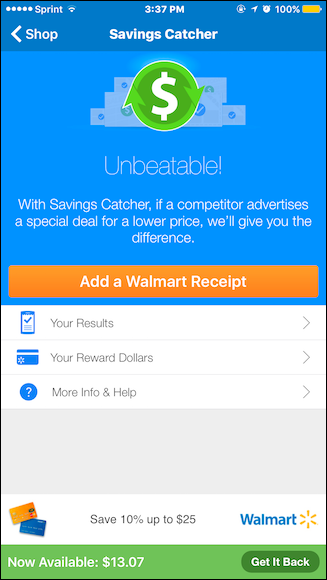 Sprint 3:37 PM 100%
Shop Savings Catcher
$
Unbeatable!
With Savings Catcher, if a competitor advertises
a special deal for a lower price, we'll give you the
difference.
Add a Walmart Receipt
Your Results
Your Reward Dollars
? More Info & Help
Save 10% up to $25 Walmart
Now Available: $13.07 Get It Back